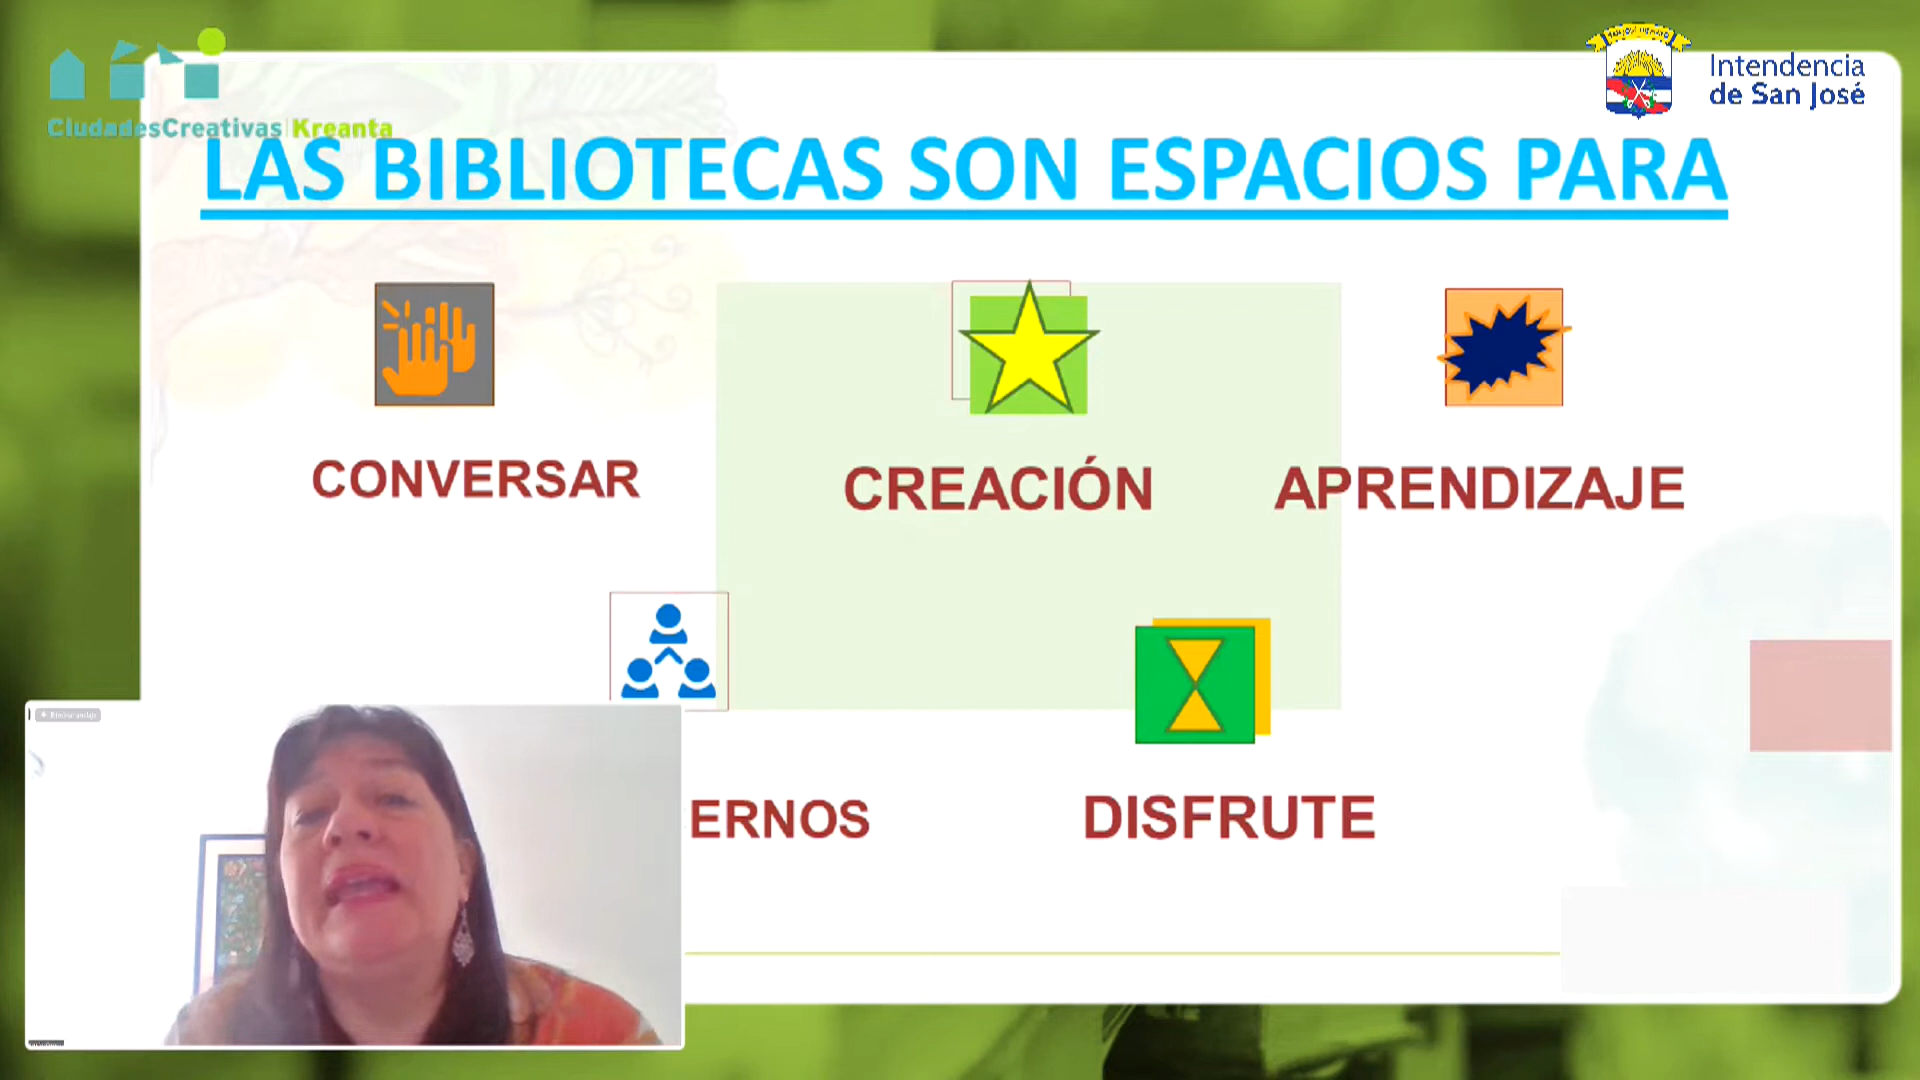 CiudadesCreativas|Kreanta
Intendencia
de San José
LAS BIBLIOTECAS SON ESPACIOS PARA
CONVERSAR
CREACIÓN
APRENDIZAJE
ERNOS
DISFRUTE